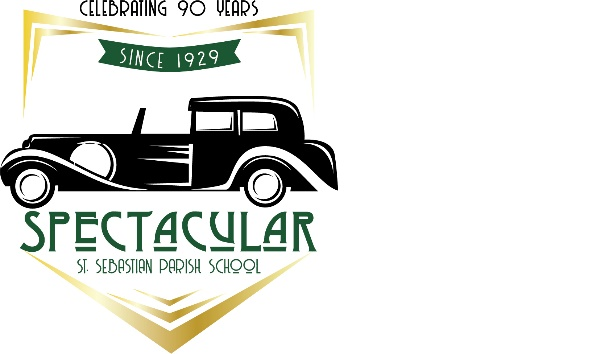 CELEBRATING 90 YEARS
SINCE 1929
SPECTACULAR
ST. SEBASTIAN PARISH SCHOOL